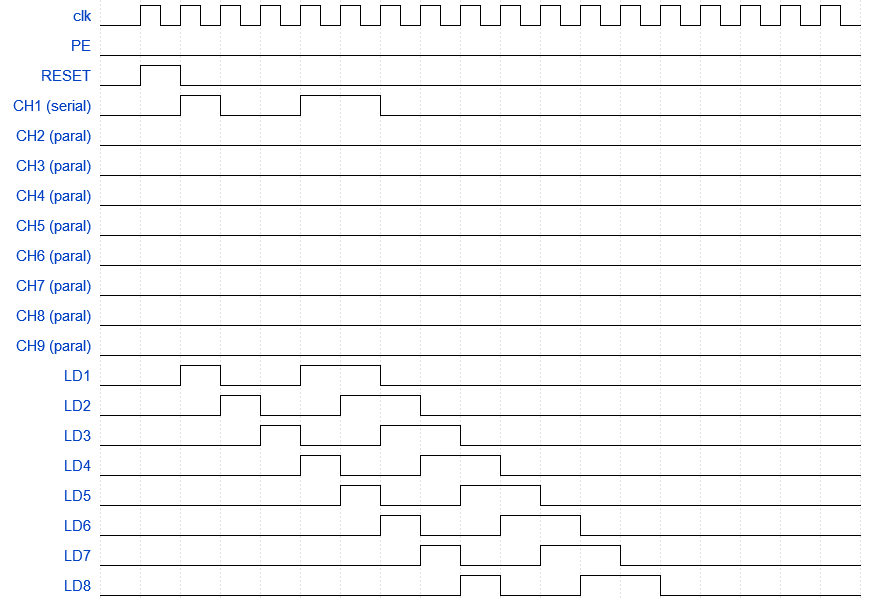 clk
PE
RESET
CH1 (serial)
CH2 (paral)
CH3 (paral)
CH4 (paral)
CH5 (paral)
CH6 (paral)
CH7 (paral)
CH8 (paral)
CH9 (paral)
LD1
LD2
LD3
LD4
LD5
LD6
LD7
LD8